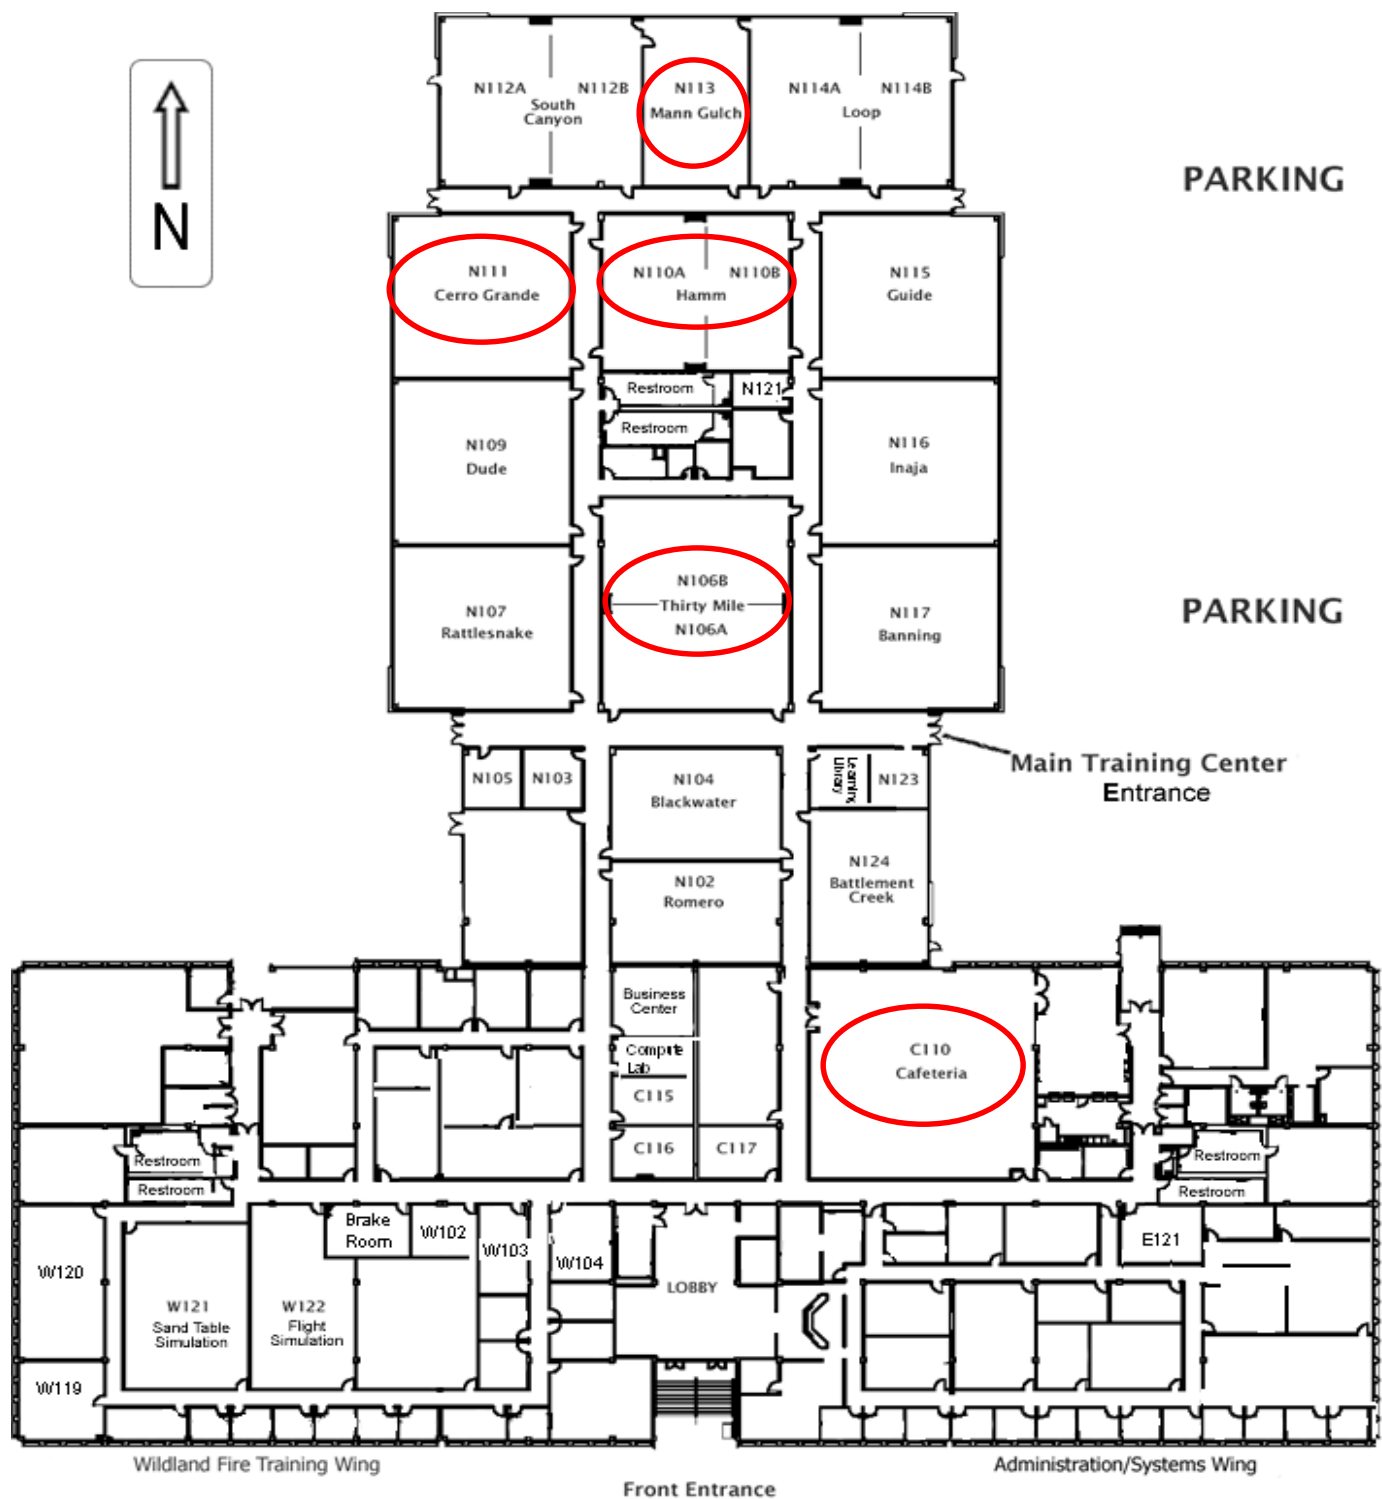 N
N112A
N112B
South
Canyon
N113
Mann Gulch
N114A
N114B
Loop
PARKING
N111
Cerro Grande
N110A
N110B
Hamm
N115
Guide
Restroom
N121
Restroom
N109
Dude
N116
Inaja
N106B
Thirty Mile
N106A
N107
Rattlesnake
N117
Banning
PARKING
Main Training Center
Entrance
N105
N103
N104
Blackwater
Learning
Library
N123
N102
Romero
N124
Battlement
Creek
Business
Center
Compute
Lab
C115
C116
C117
C110
Cafeteria
Restroom
Restroom
Restroom
Restroom
Brake
Room
W102
W103
W104
W120
W121
Sand Table
Simulation
W122
Flight
Simulation
LOBBY
E121
W119
Wildland Fire Training Wing
Administration/Systems Wing
Front Entrance